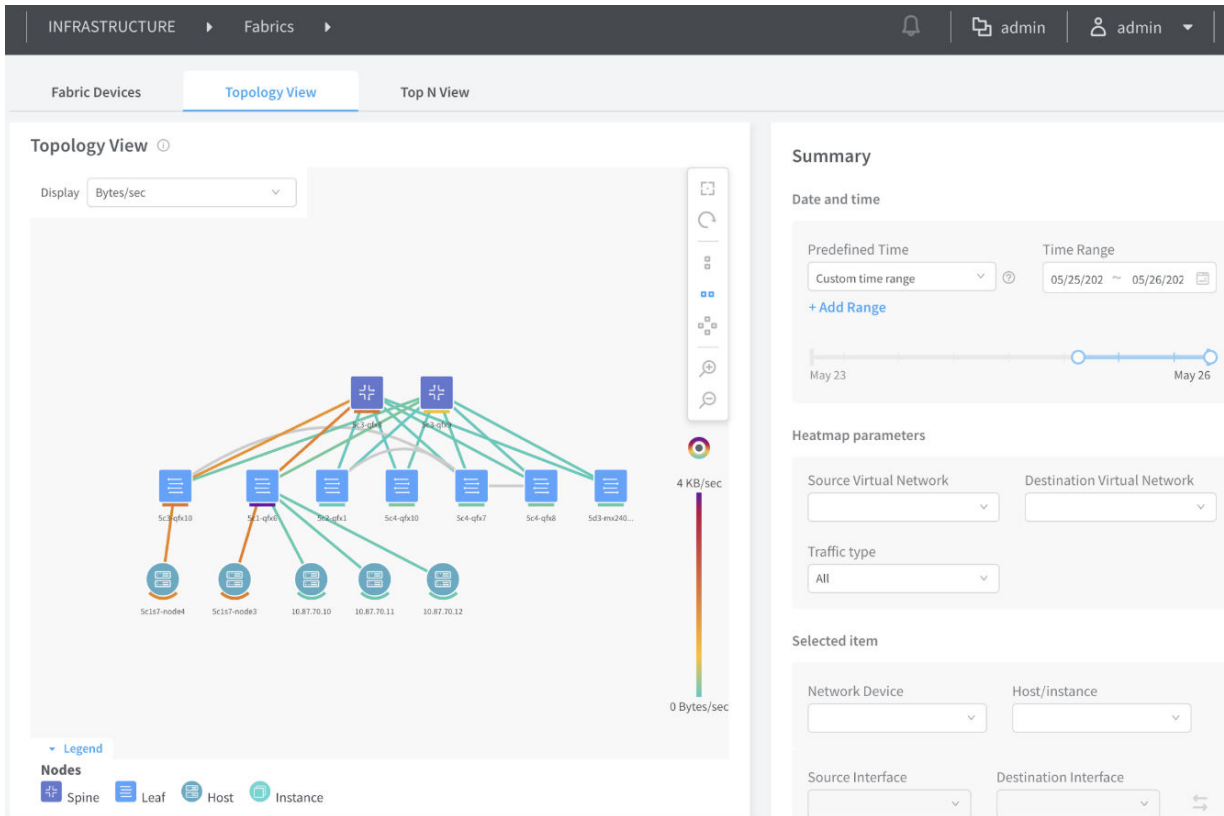 INFRASTRUCTURE Fabrics admin admin
Fabric Devices Topology View Top N View
Topology View
Display Bytes/sec
5c3-qfx9
5c3-qfx10 5c1-qfx6 5c2-qfx1 5c4-qfx10 5c4-qfx7 5c4-qfx8 5d3-mx240...
5c1s7-node4 5c1s7-node3 10.87.70.10 10.87.70.11 10.87.70.12
4 KB/sec
0 Bytes/sec
Legend
Nodes
Spine Leaf Host Instance
Summary
Date and time
Predefined Time Time Range
Custom time range 05/25/202 ~ 05/26/202
+ Add Range
May 23 May 26
Heatmap parameters
Source Virtual Network Destination Virtual Network
Traffic type
All
Selected item
Network Device Host/instance
Source Interface Destination Interface